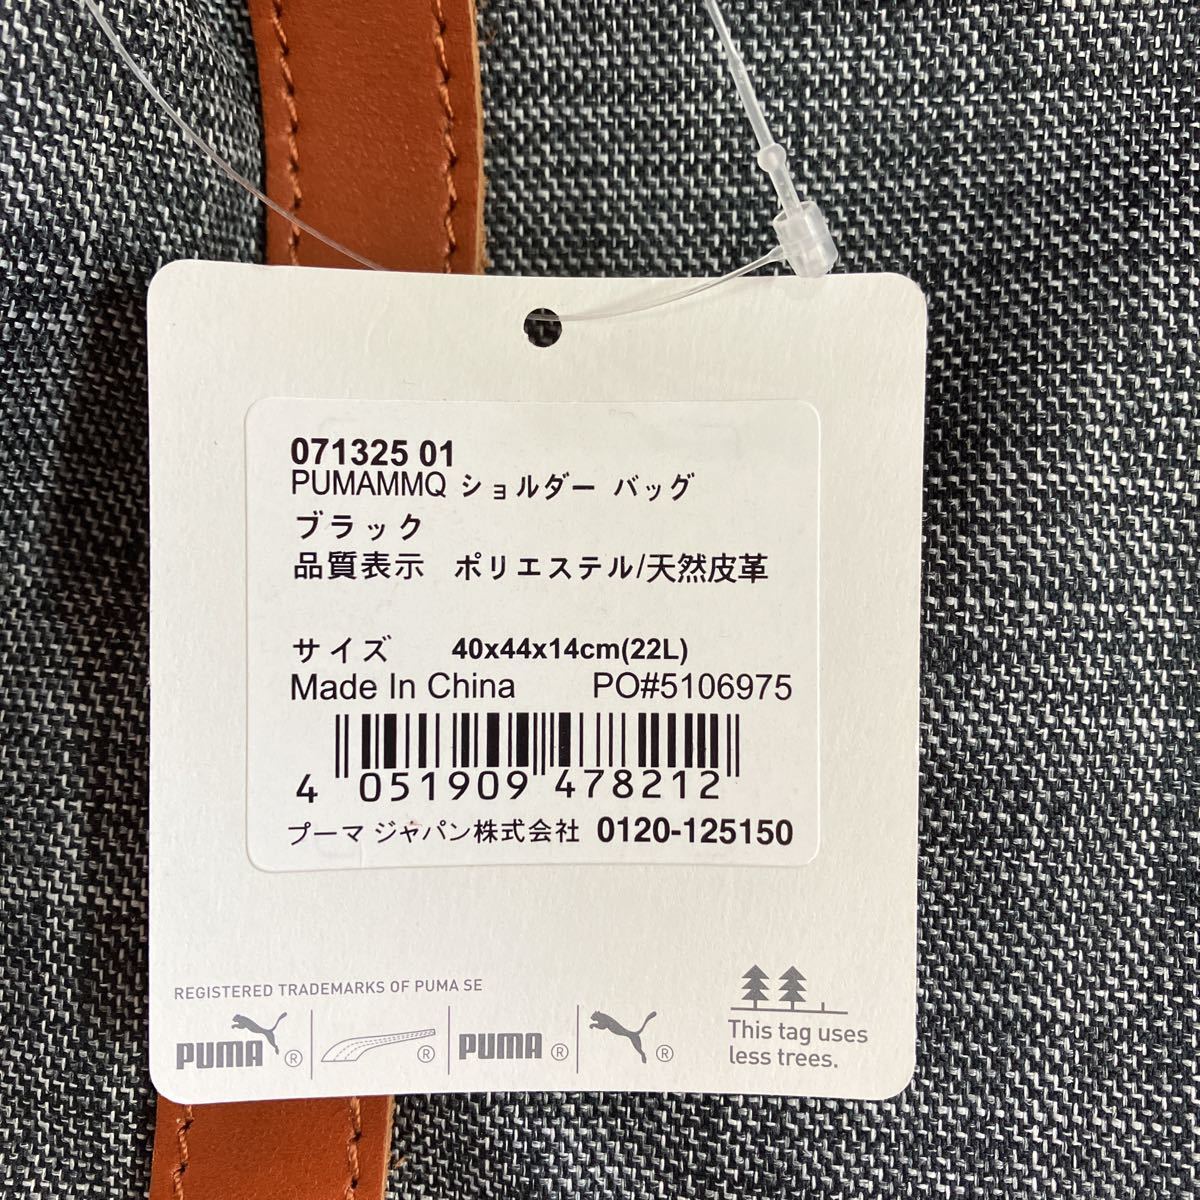 071325 01
PUMAMMQ ショルダー バッグ
ブラック
品質表示 ポリエステル/天然皮革
サイズ 40x44x14cm(22L)
Made In China PO#5106975
4 051909 478212
プーマ ジャパン株式会社 0120-125150
REGISTERED TRADEMARKS OF PUMA SE
PUMA ® ® PUMA ® ®
This tag uses
less trees.